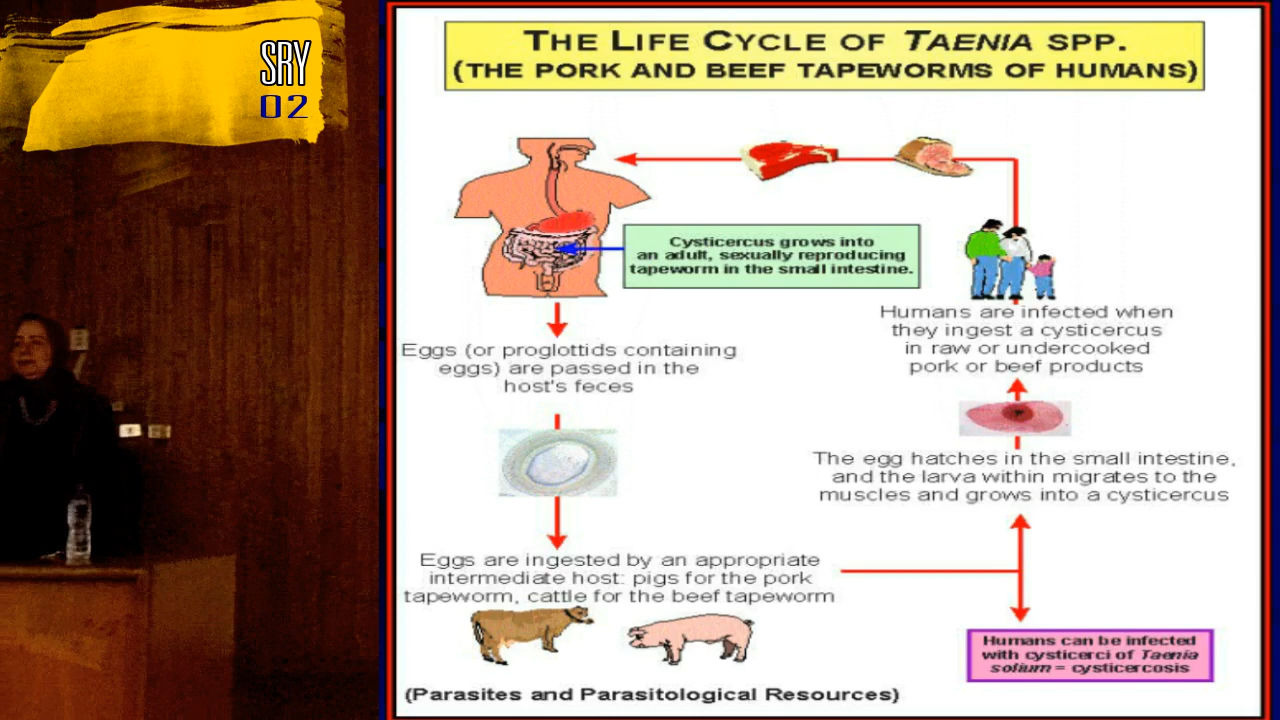 SRY
02
THE LIFE CYCLE OF TAENIA SPP.
(THE PORK AND BEEF TAPEWORMS OF HUMANS)
Cysticercus grows into
an adult, sexually reproducing
tapeworm in the small intestine.
Humans are infected when
they ingest a cysticercus
in raw or undercooked
pork or beef products
Eggs (or proglottids containing
eggs) are passed in the
host's feces
The egg hatches in the small intestine,
and the larva within migrates to the
muscles and grows into a cysticercus
Eggs are ingested by an appropriate
intermediate host: pigs for the pork
tapeworm, cattle for the beef tapeworm
Humans can be infected
with cysticerci of Taenia
solium = cysticercosis
(Parasites and Parasitological Resources)